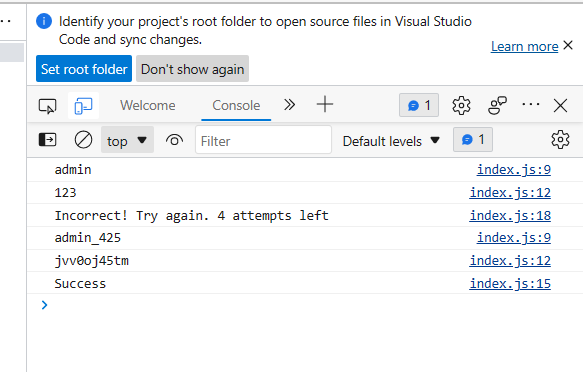 Identify your project's root folder to open source files in Visual Studio
Code and sync changes.
Learn more
Set root folder Don't show again
Welcome Console 1
top Filter Default levels 1
admin index.js:9
123 index.js:12
Incorrect! Try again. 4 attempts left index.js:18
admin_425 index.js:9
jvv0oj45tm index.js:12
Success index.js:15